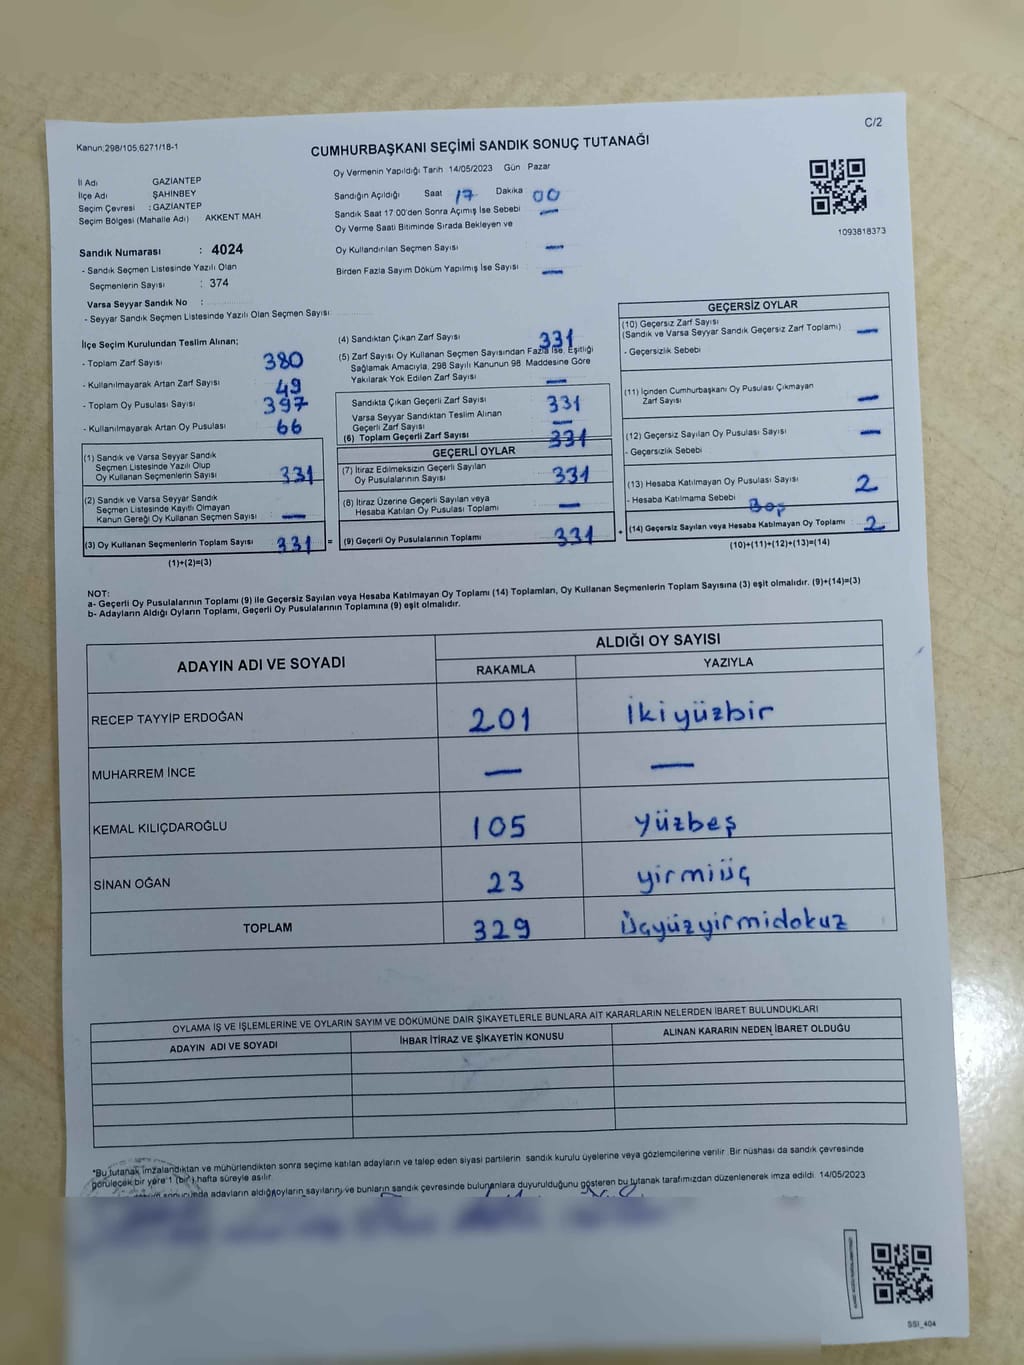 C/2
Kanun:298/105,6271/18-1
CUMHURBAŞKANI SEÇİMİ SANDIK SONUÇ TUTANAĞI
Oy Vermenin Yapıldığı Tarih 14/05/2023 Gün Pazar
İl Adı GAZİANTEP
İlçe Adı ŞAHİNBEY
Seçim Çevresi : GAZİANTEP
Seçim Bölgesi (Mahalle Adı) AKKENT MAH.
Sandığın Açıldığı Saat 17 Dakika 00
Sandık Saat 17:00'den Sonra Açılmış İse Sebebi —
Oy Verme Saati Bitiminde Sırada Bekleyen ve
Oy Kullandırılan Seçmen Sayısı —
Birden Fazla Sayım Döküm Yapılmış İse Sayısı —
1093818373
Sandık Numarası : 4024
- Sandık Seçmen Listesinde Yazılı Olan
Seçmenlerin Sayısı : 374
Varsa Seyyar Sandık No :
- Seyyar Sandık Seçmen Listesinde Yazılı Olan Seçmen Sayısı:
İlçe Seçim Kurulundan Teslim Alınan;
- Toplam Zarf Sayısı 380
- Kullanılmayarak Artan Zarf Sayısı 49
- Toplam Oy Pusulası Sayısı 397
- Kullanılmayarak Artan Oy Pusulası 66
(1) Sandık ve Varsa Seyyar Sandık
Seçmen Listesinde Yazılı Olup
Oy Kullanan Seçmenlerin Sayısı 331
(2) Sandık ve Varsa Seyyar Sandık
Seçmen Listesinde Kayıtlı Olmayan
Kanun Gereği Oy Kullanan Seçmen Sayısı —
(3) Oy Kullanan Seçmenlerin Toplam Sayısı 331 =
(1)+(2)=(3)
(4) Sandıktan Çıkan Zarf Sayısı 331
(5) Zarf Sayısı Oy Kullanan Seçmen Sayısından Fazla İse, Eşitliği
Sağlamak Amacıyla, 298 Sayılı Kanunun 98. Maddesine Göre
Yakılarak Yok Edilen Zarf Sayısı —
Sandıkta Çıkan Geçerli Zarf Sayısı 331
Varsa Seyyar Sandıktan Teslim Alınan
Geçerli Zarf Sayısı —
(6) Toplam Geçerli Zarf Sayısı 331
GEÇERLİ OYLAR
(7) İtiraz Edilmeksizin Geçerli Sayılan
Oy Pusulalarının Sayısı 331
(8) İtiraz Üzerine Geçerli Sayılan veya
Hesaba Katılan Oy Pusulası Toplamı —
(9) Geçerli Oy Pusulalarının Toplamı 331 +
GEÇERSİZ OYLAR
(10) Geçersiz Zarf Sayısı
(Sandık ve Varsa Seyyar Sandık Geçersiz Zarf Toplamı) —
- Geçersizlik Sebebi
(11) İçinden Cumhurbaşkanı Oy Pusulası Çıkmayan
Zarf Sayısı —
(12) Geçersiz Sayılan Oy Pusulası Sayısı —
- Geçersizlik Sebebi
(13) Hesaba Katılmayan Oy Pusulası Sayısı 2
- Hesaba Katılmama Sebebi Boş
(14) Geçersiz Sayılan veya Hesaba Katılmayan Oy Toplamı 2
(10)+(11)+(12)+(13)=(14)
NOT:
a- Geçerli Oy Pusulalarının Toplamı (9) ile Geçersiz Sayılan veya Hesaba Katılmayan Oy Toplamı (14) Toplamları, Oy Kullanan Seçmenlerin Toplam Sayısına (3) eşit olmalıdır. (9)+(14)=(3)
b- Adayların Aldığı Oyların Toplamı, Geçerli Oy Pusulalarının Toplamına (9) eşit olmalıdır.
ADAYIN ADI VE SOYADI ALDIĞI OY SAYISI
RAKAMLA YAZIYLA
RECEP TAYYİP ERDOĞAN 201 İkiyüzbir
MUHARREM İNCE — —
KEMAL KILIÇDAROĞLU 105 yüzbeş
SİNAN OĞAN 23 yirmiüç
TOPLAM 329 Üçyüzyirmidokuz
OYLAMA İŞ VE İŞLEMLERİNE VE OYLARIN SAYIM VE DÖKÜMÜNE DAİR ŞİKAYETLERLE BUNLARA AİT KARARLARIN NELERDEN İBARET BULUNDUKLARI
ADAYIN ADI VE SOYADI İHBAR İTİRAZ VE ŞİKAYETİN KONUSU ALINAN KARARIN NEDEN İBARET OLDUĞU
*Bu tutanak imzalandıktan ve mühürlendikten sonra seçime katılan adayların ve talep eden siyasi partilerin sandık kurulu üyelerine veya gözlemcilerine verilir. Bir nüshası da sandık çevresinde
görülecek bir yere 1 (bir) hafta süreyle asılır.
sonucunda adayların aldığı oyların sayılarını ve bunların sandık çevresinde bulunanlara duyurulduğunu gösteren bu tutanak tarafımızdan düzenlenerek imza edildi. 14/05/2023
SSI_404